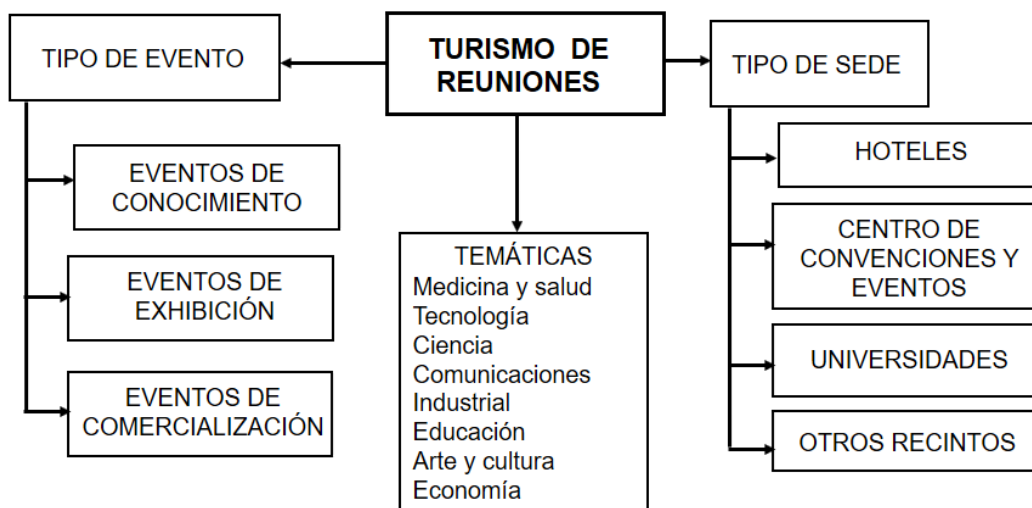 TURISMO DE
REUNIONES
TIPO DE EVENTO
EVENTOS DE
CONOCIMIENTO
EVENTOS DE
EXHIBICIÓN
EVENTOS DE
COMERCIALIZACIÓN
TEMÁTICAS
Medicina y salud
Tecnología
Ciencia
Comunicaciones
Industrial
Educación
Arte y cultura
Economía
TIPO DE SEDE
HOTELES
CENTRO DE
CONVENCIONES Y
EVENTOS
UNIVERSIDADES
OTROS RECINTOS